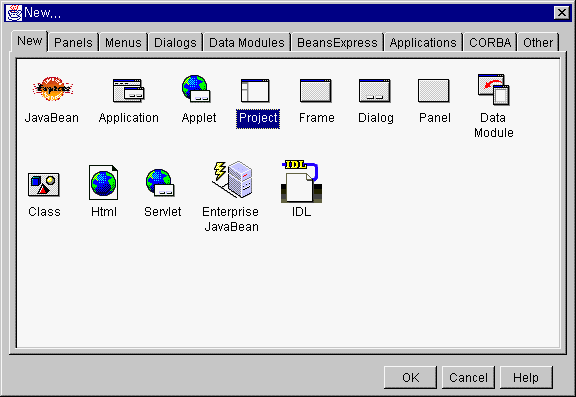 New...
New Panels Menus Dialogs Data Modules BeansExpress Applications CORBA Other
Express
JavaBean Application Applet Project Frame Dialog Panel Data
Module
IDL
Class Html Servlet Enterprise IDL
JavaBean
OK Cancel Help